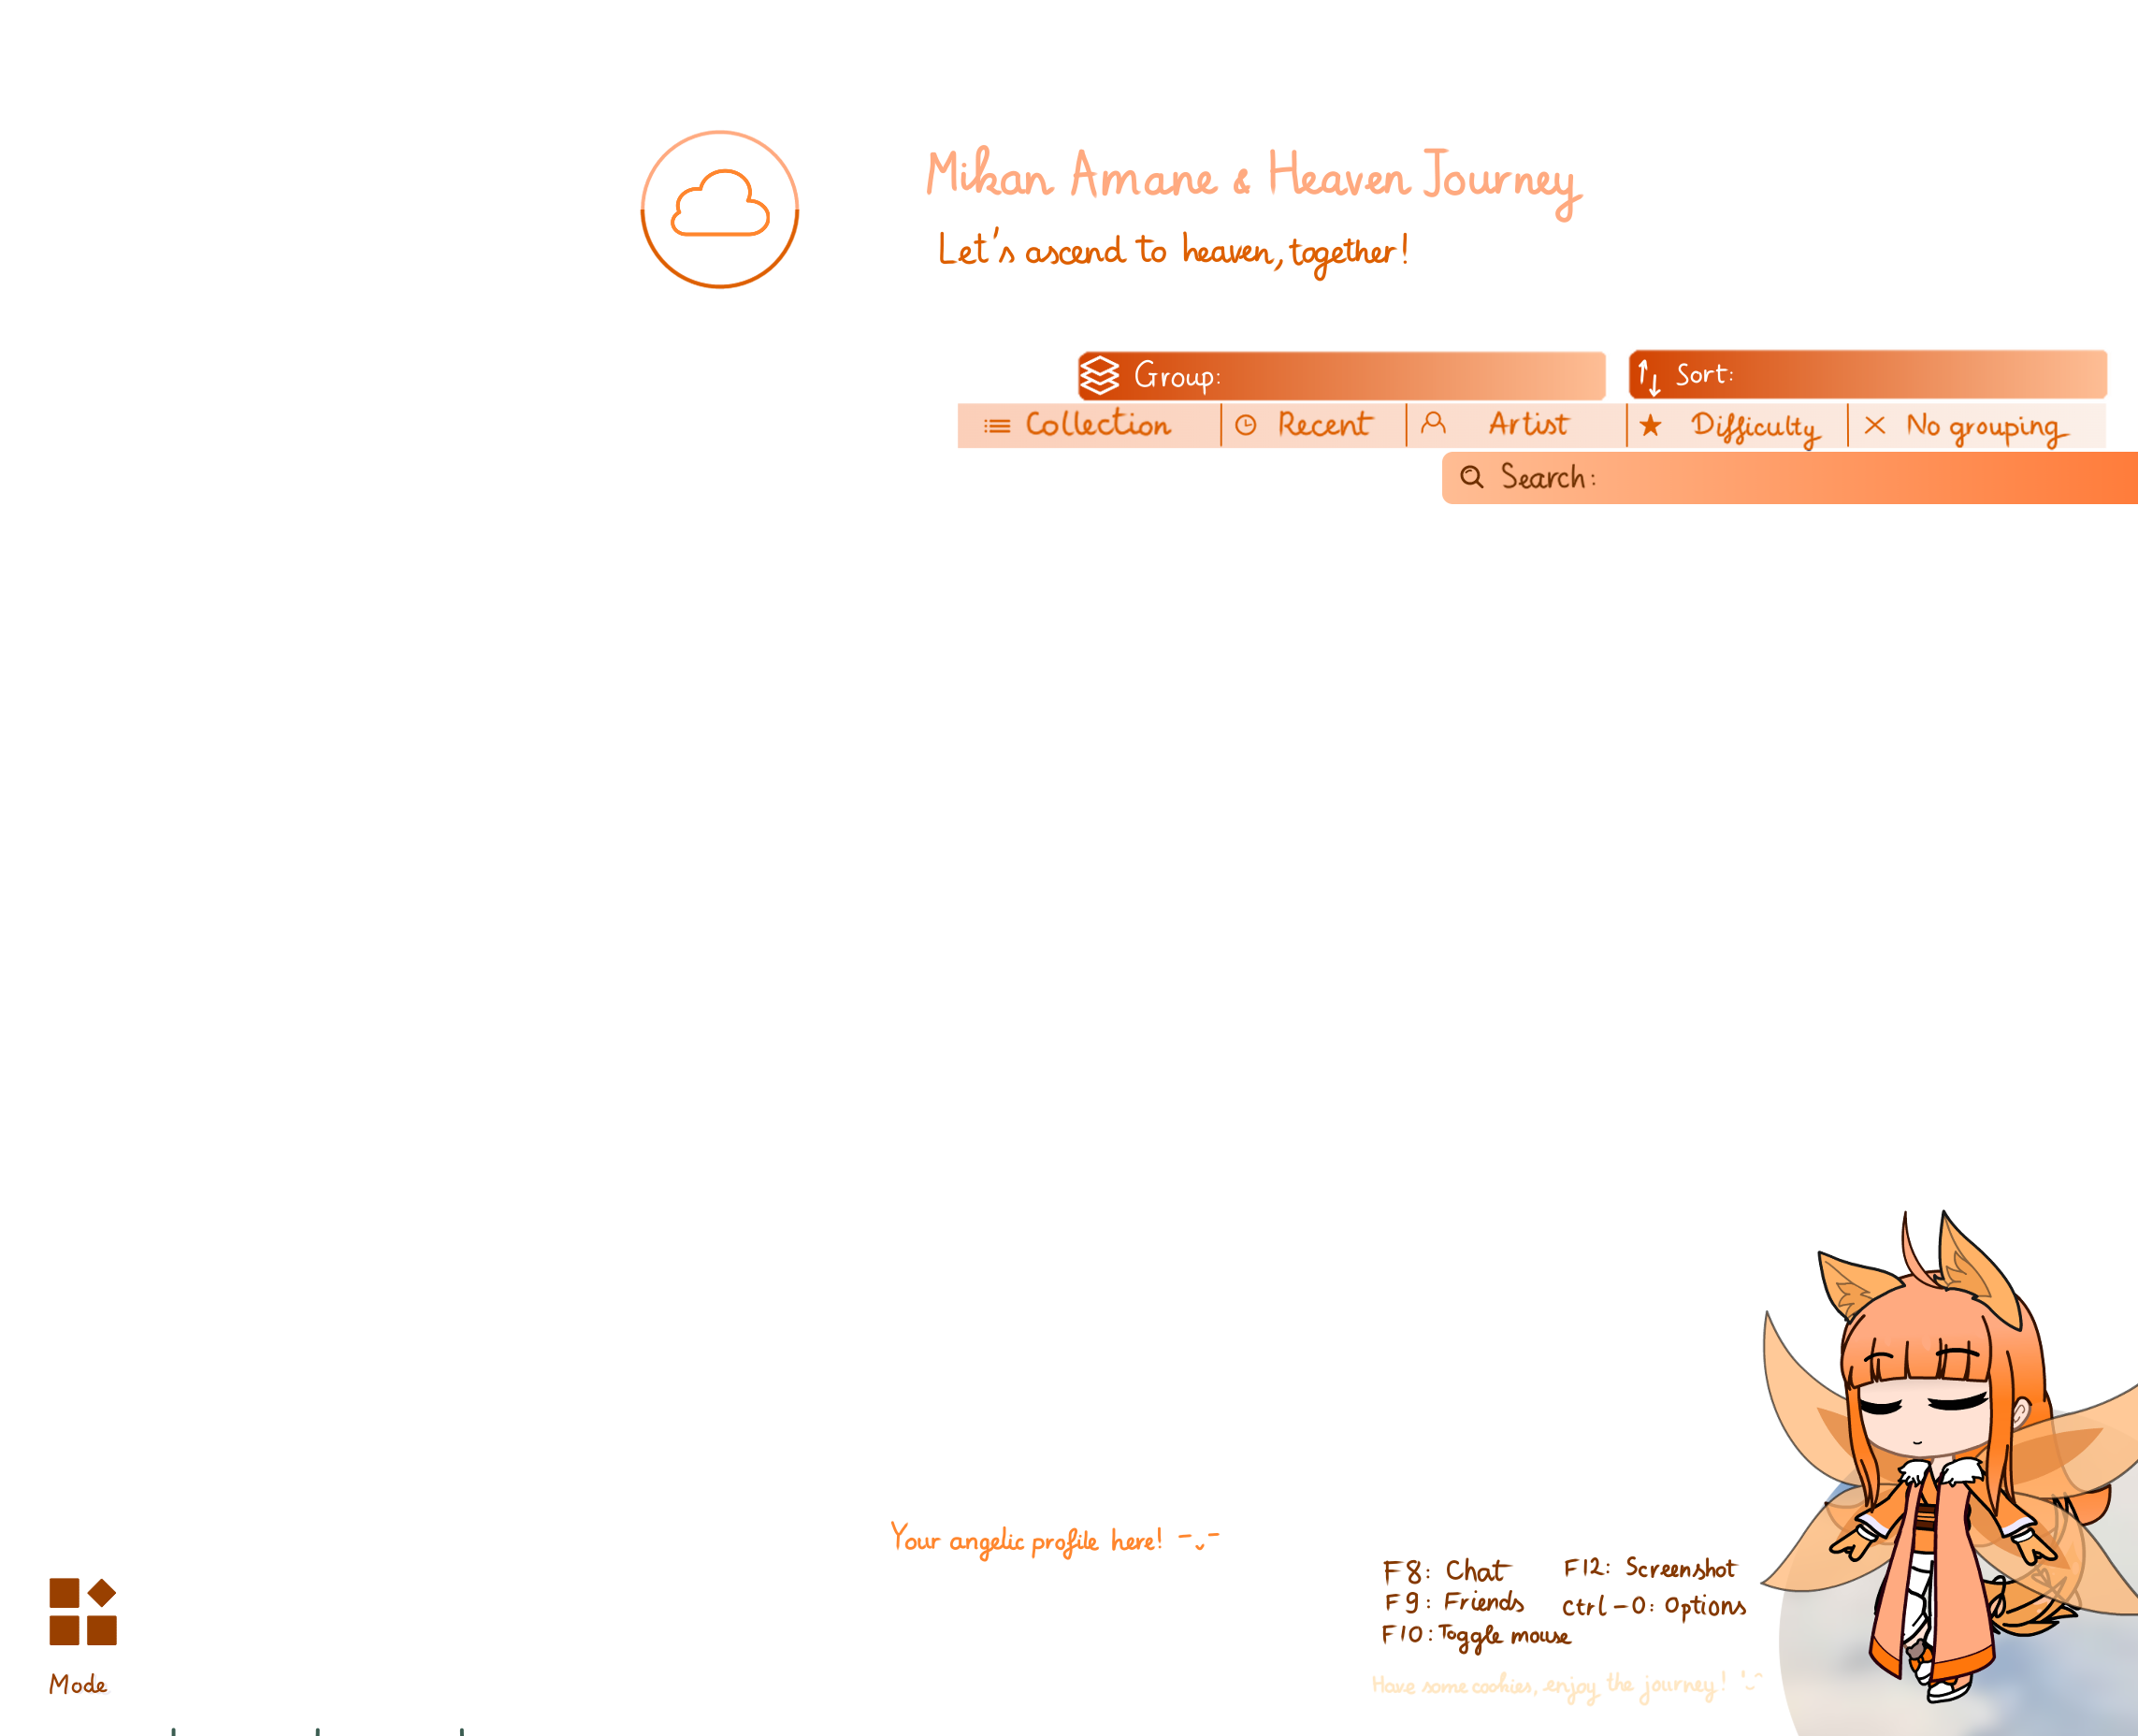 Mikan Amane & Heaven Journey
Let's ascend to heaven, together!
Group:
Sort:
Collection
Recent
Artist
Difficulty
No grouping
Search:
Your angelic profile here! -ᵕ-
F8: Chat
F12: Screenshot
F9: Friends
ctrl-O: Options
F10: Toggle mouse
Have some cookies, enjoy the journey! 'ᵕ^
Mode